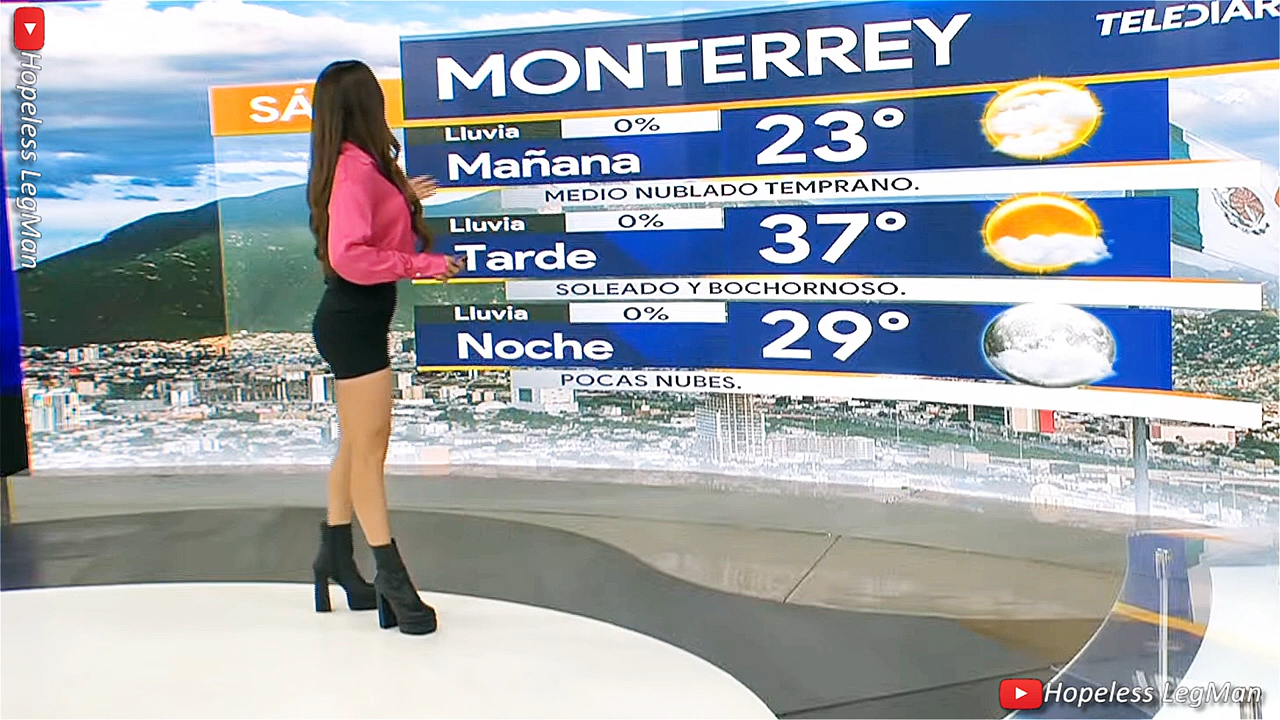 Hopeless LegMan
TELEDIAR
MONTERREY
SÁ
Lluvia 0%
Mañana 23°
MEDIO NUBLADO TEMPRANO.
Lluvia 0%
Tarde 37°
SOLEADO Y BOCHORNOSO.
Lluvia 0%
Noche 29°
POCAS NUBES.
Hopeless LegMan